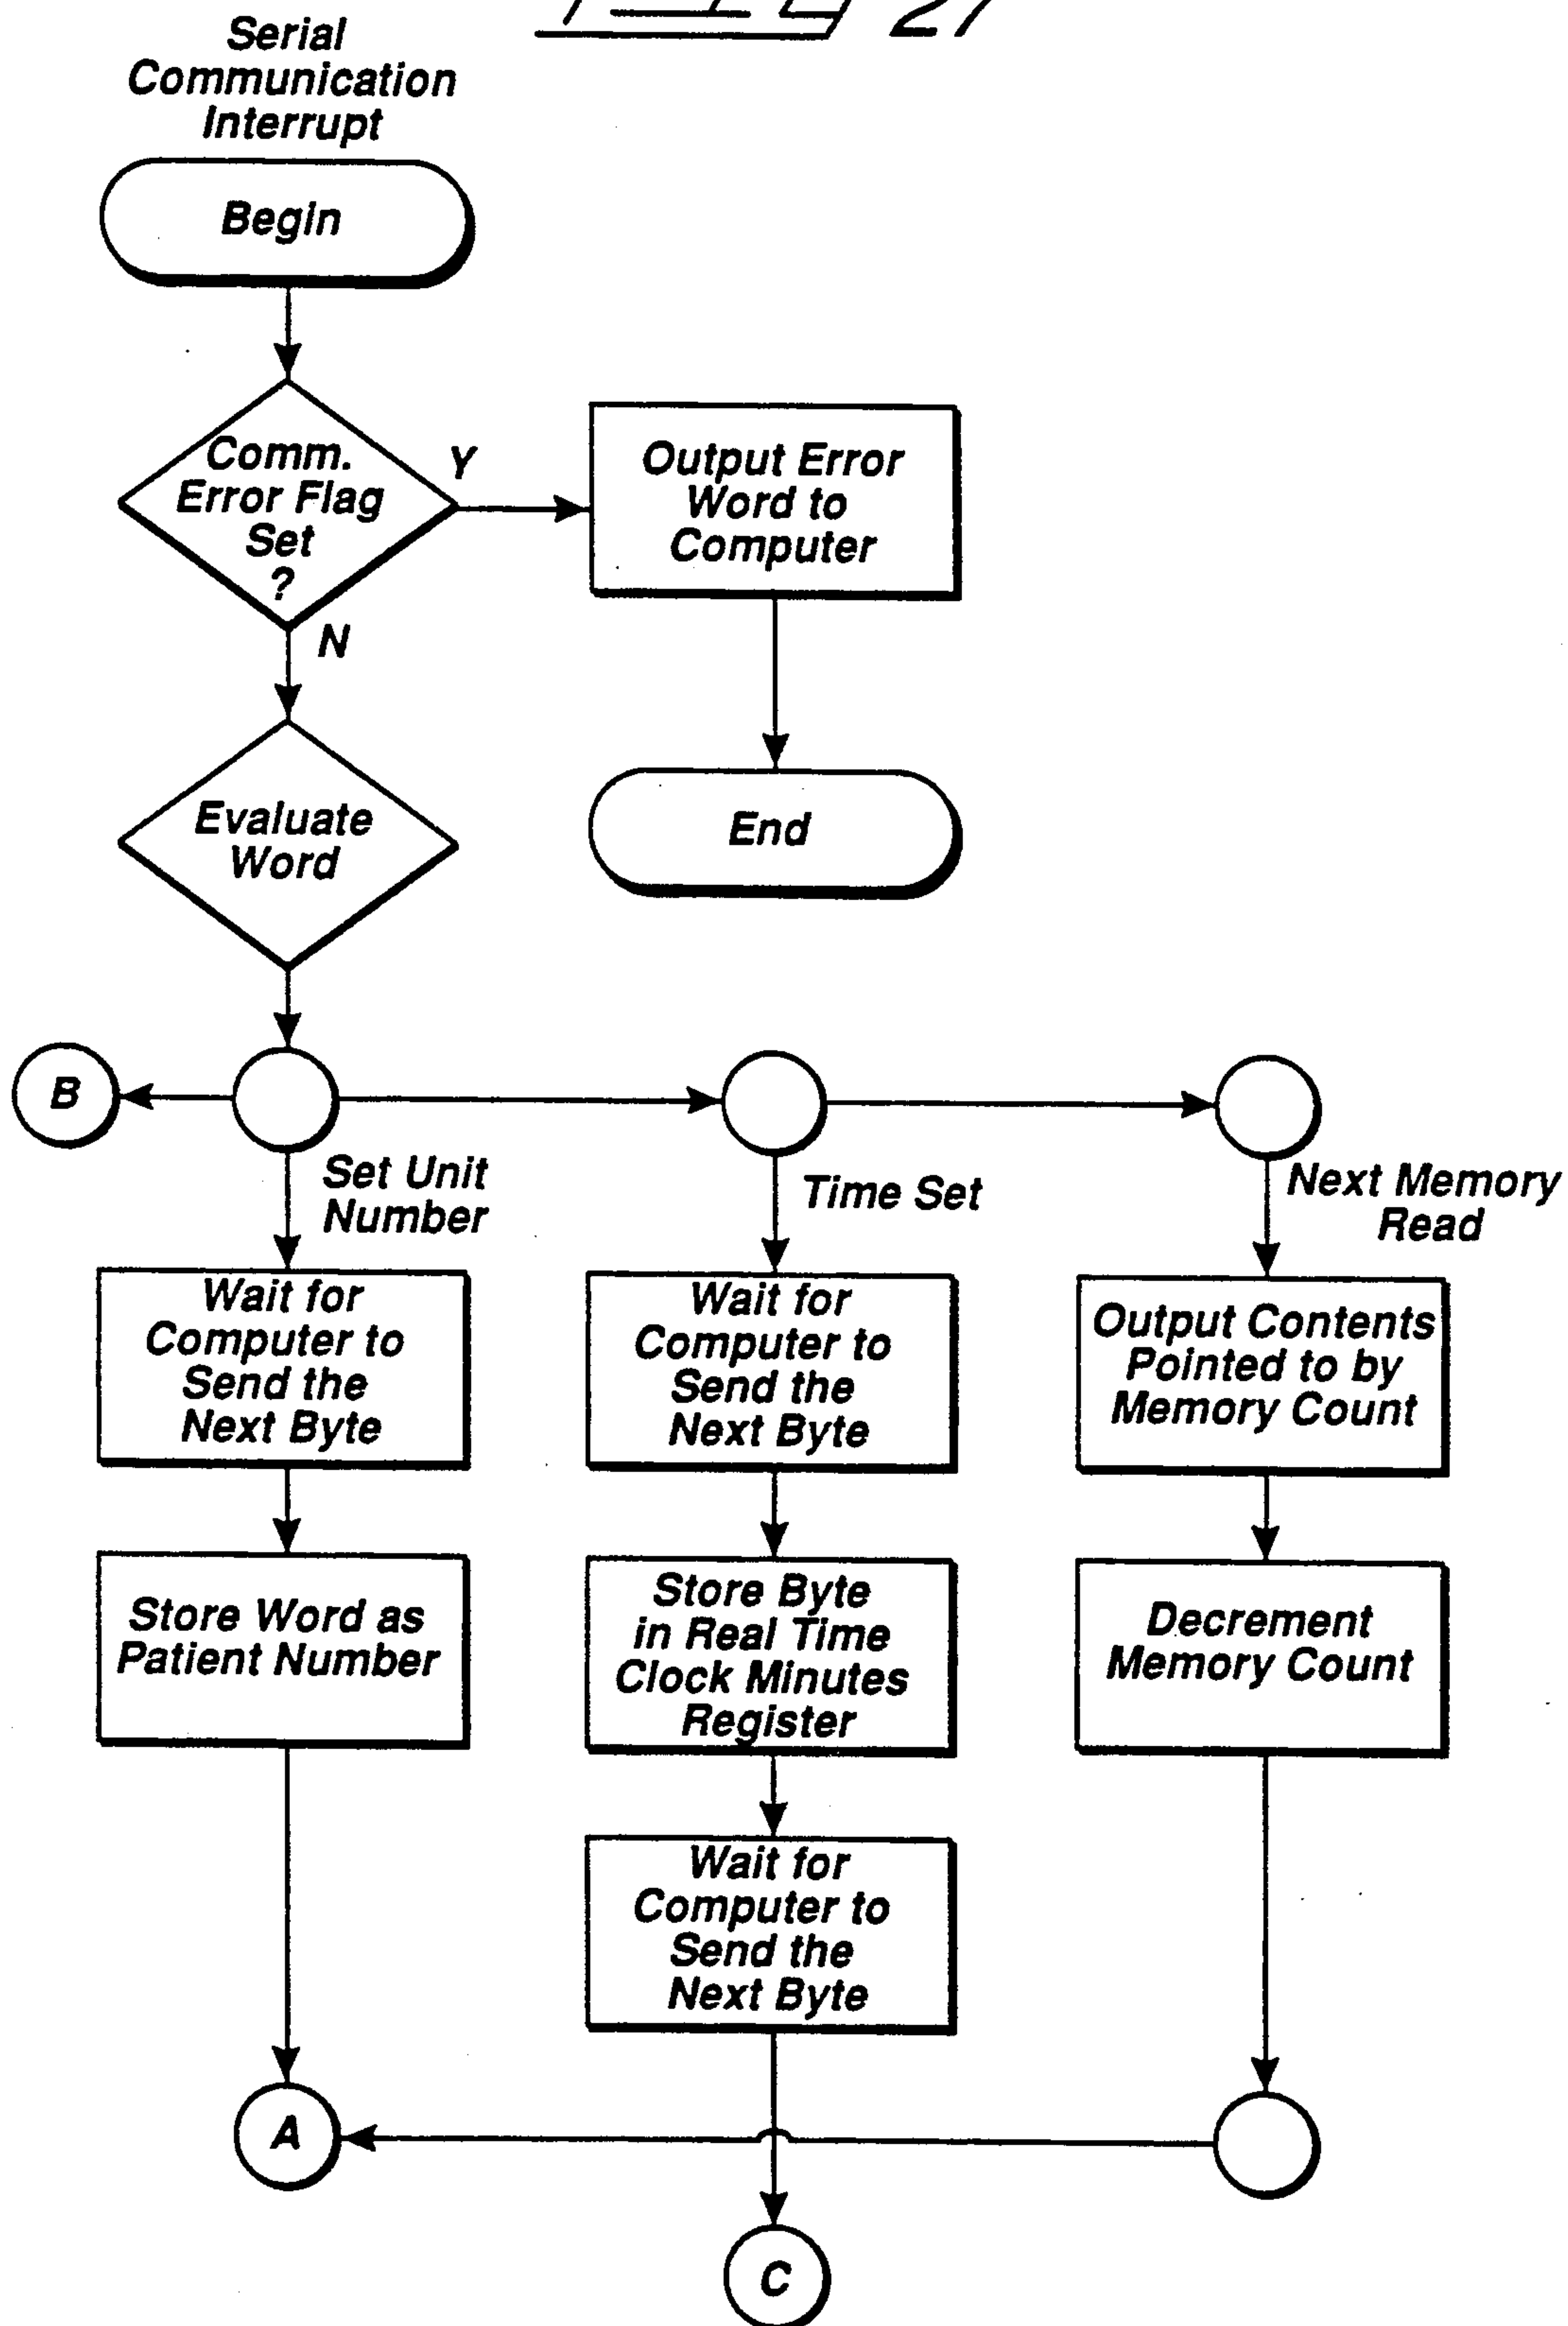 27
Serial
Communication
Interrupt
Begin
Comm.
Error Flag
Set
?
Y
Output Error
Word to
Computer
N
End
Evaluate
Word
B
Set Unit
Number
Time Set
Next Memory
Read
Wait for
Computer to
Send the
Next Byte
Wait for
Computer to
Send the
Next Byte
Output Contents
Pointed to by
Memory Count
Store Word as
Patient Number
Store Byte
in Real Time
Clock Minutes
Register
Decrement
Memory Count
Wait for
Computer to
Send the
Next Byte
A
C